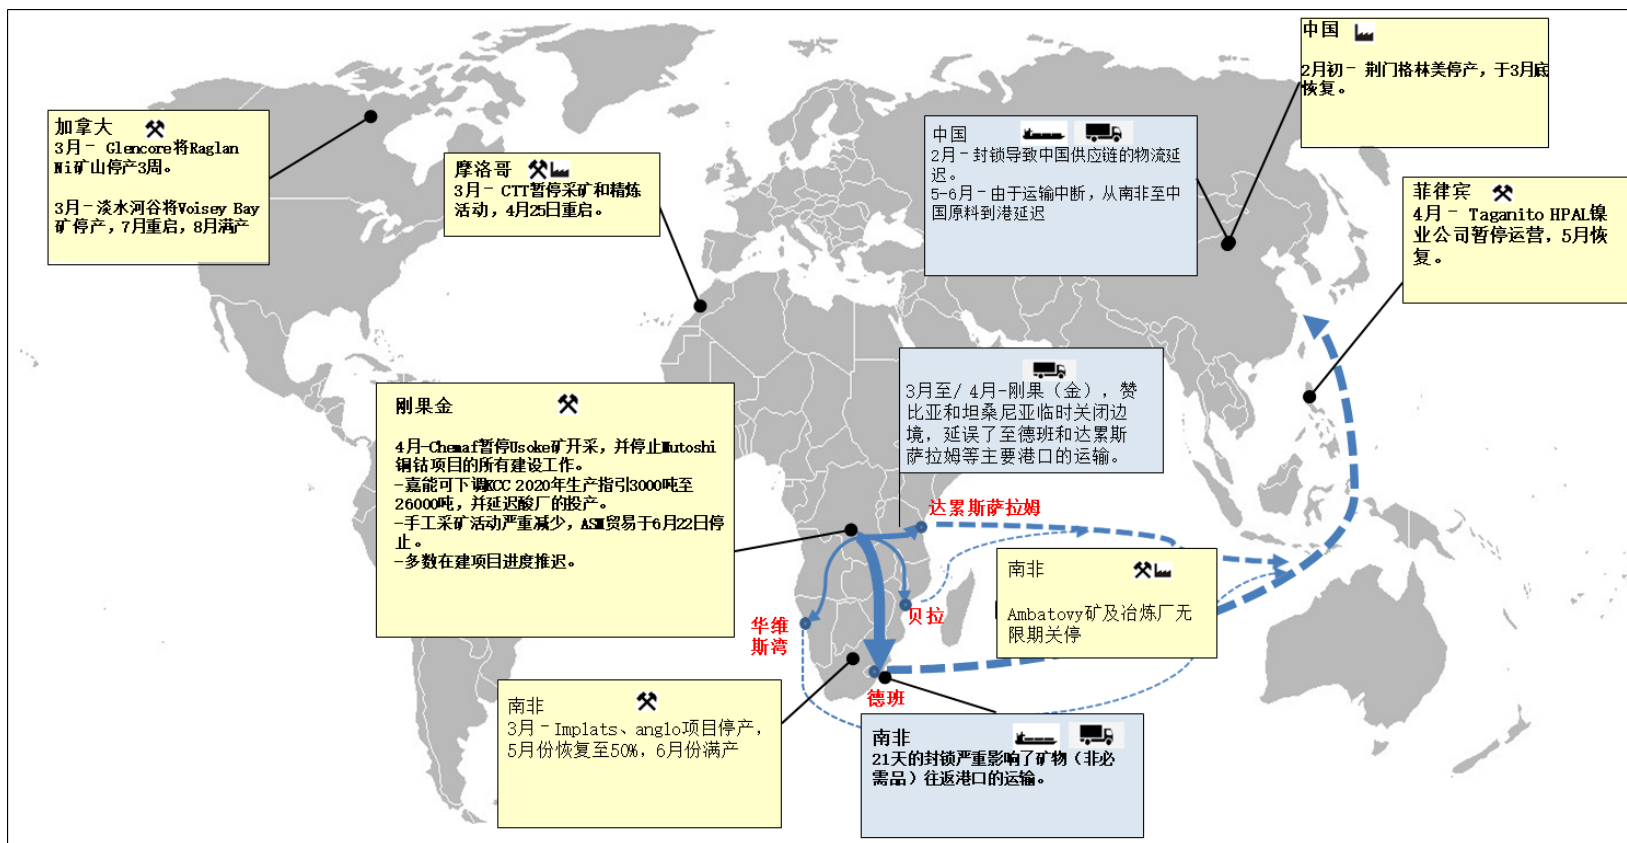 中国
2月初- 荆门格林美停产，于3月底
恢复。
加拿大
3月- Glencore将Raglan
Ni矿山停产3周。
3月-淡水河谷将Voisey Bay
矿停产，7月重启，8月满产
摩洛哥
3月- CTT暂停采矿和精炼
活动，4月25日重启。
中国
2月-封锁导致中国供应链的物流延
迟。
5-6月-由于运输中断，从南非至中
国原料到港延迟
菲律宾
4月- Taganito HPAL镍
业公司暂停运营，5月恢
复。
刚果金
4月-Chemaf暂停Usoke矿开采，并停止Mutoshi
铜钴项目的所有建设工作。
-嘉能可下调KCC 2020年生产指引3000吨至
26000吨，并延迟酸厂的投产。
-手工采矿活动严重减少，ASM贸易于6月22日停
止。
-多数在建项目进度推迟。
3月至/ 4月-刚果（金），赞
比亚和坦桑尼亚临时关闭边
境，延误了至德班和达累斯
萨拉姆等主要港口的运输。
达累斯萨拉姆
南非
Ambatovy矿及冶炼厂无
限期关停
贝拉
华维
斯湾
德班
南非
3月-Implats、anglo项目停产，
5月份恢复至50%，6月份满产
南非
21天的封锁严重影响了矿物（非必
需品）往返港口的运输。